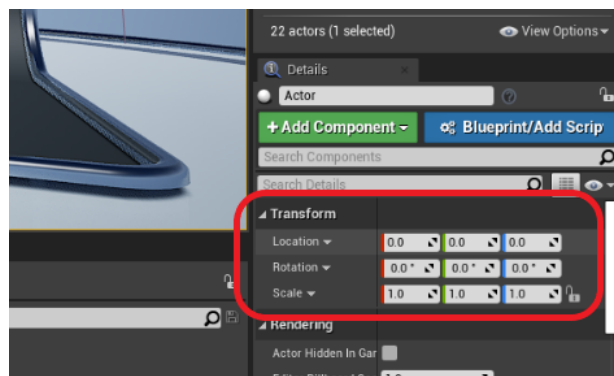 22 actors (1 selected)
View Options
Details
Actor
+ Add Component
Blueprint/Add Scrip
Search Components
Search Details
Transform
Location 0.0 0.0 0.0
Rotation 0.0° 0.0° 0.0°
Scale 1.0 1.0 1.0
Rendering
Actor Hidden In Gar